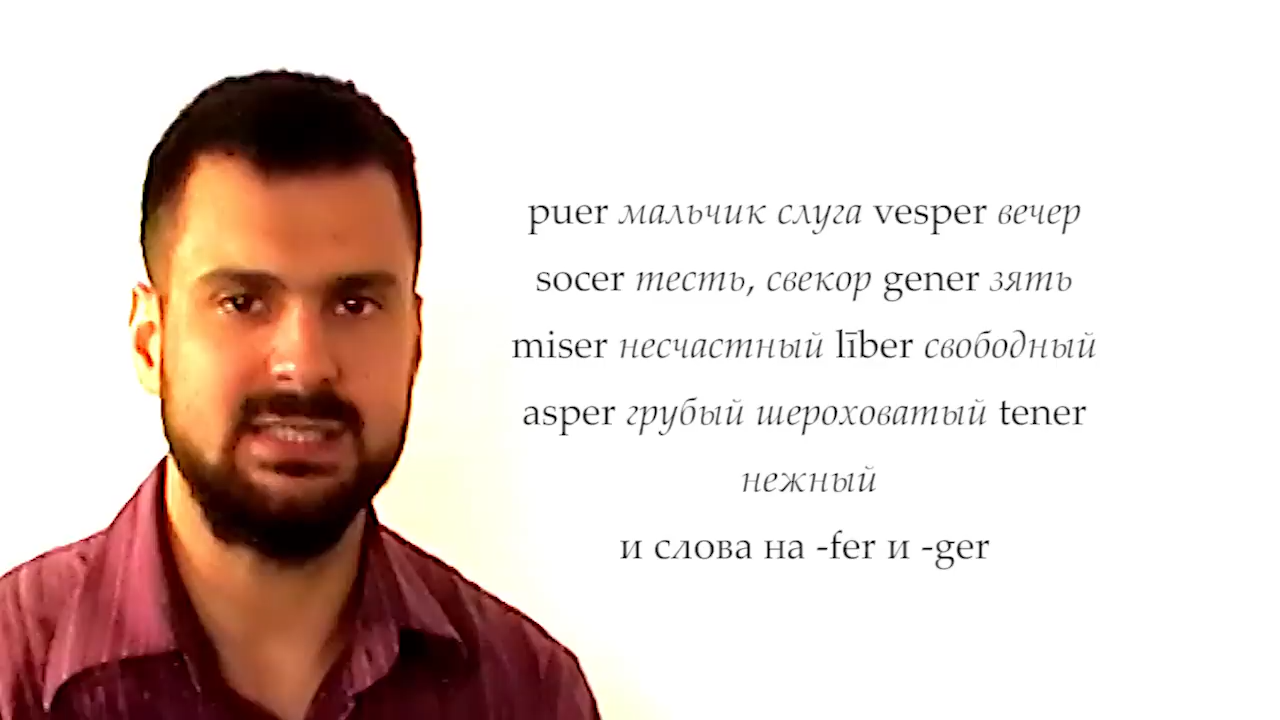 puer мальчик слуга vesper вечер
socer тесть, свекор gener зять
miser несчастный līber свободный
asper грубый шероховатый tener
нежный
и слова на -fer и -ger